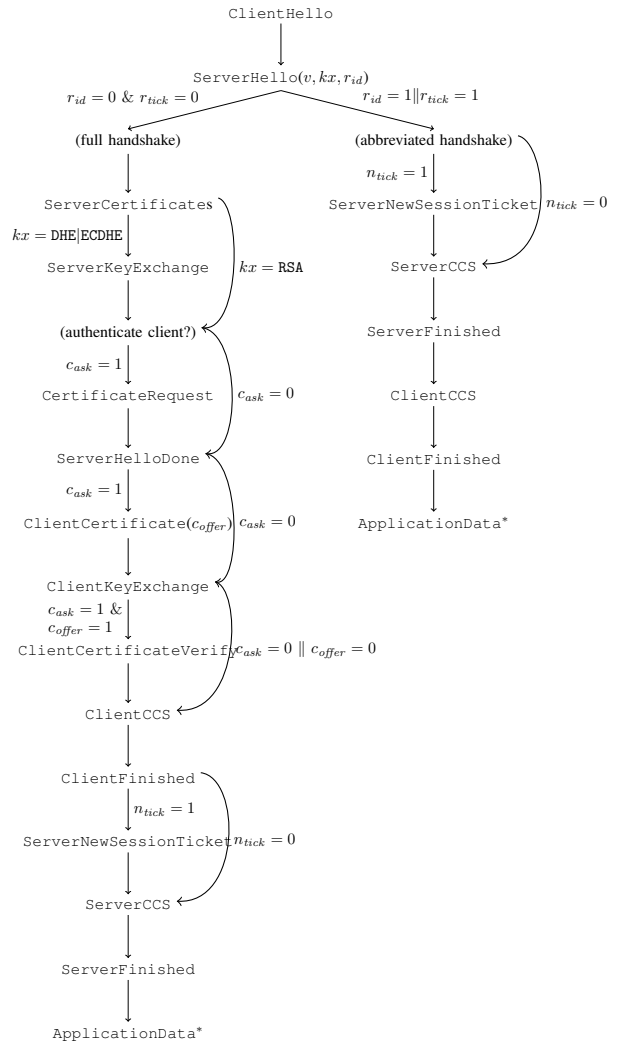 ClientHello
ServerHello(v, kx, r_id)
r_id = 0 & r_tick = 0
r_id = 1||r_tick = 1
(full handshake)
(abbreviated handshake)
n_tick = 1
ServerCertificates
ServerNewSessionTicket
n_tick = 0
kx = DHE|ECDHE
ServerKeyExchange
kx = RSA
ServerCCS
(authenticate client?)
ServerFinished
c_ask = 1
CertificateRequest
c_ask = 0
ClientCCS
ServerHelloDone
ClientFinished
c_ask = 1
ClientCertificate(c_offer)
c_ask = 0
ApplicationData*
ClientKeyExchange
c_ask = 1 &
c_offer = 1
ClientCertificateVerify
c_ask = 0 || c_offer = 0
ClientCCS
ClientFinished
n_tick = 1
ServerNewSessionTicket
n_tick = 0
ServerCCS
ServerFinished
ApplicationData*